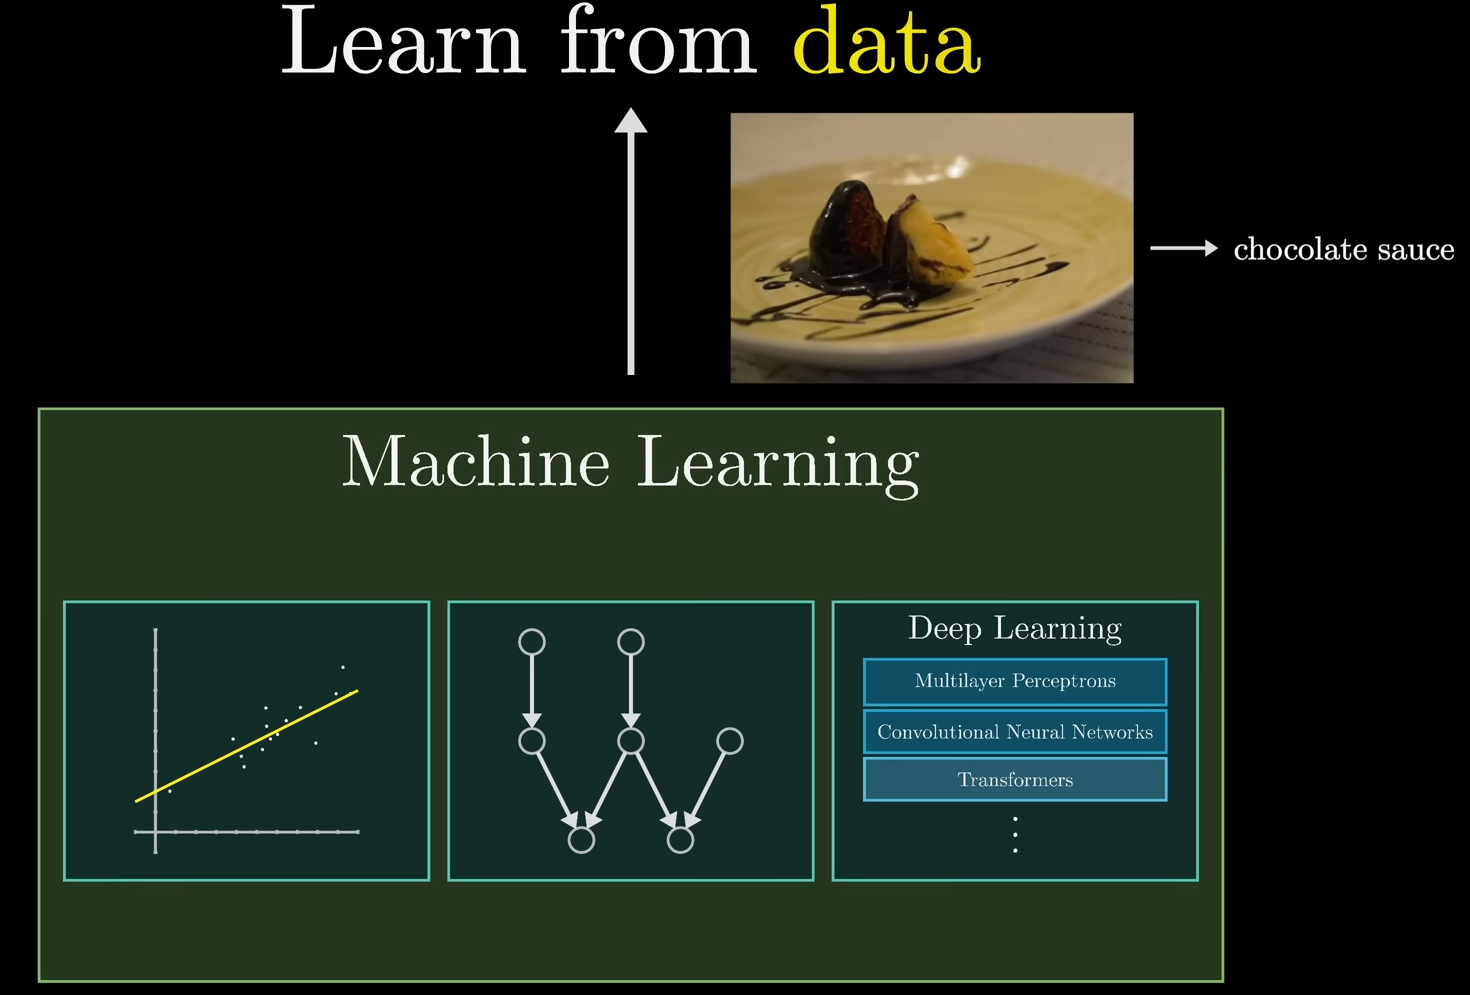 Learn from data
chocolate sauce
Machine Learning
Deep Learning
Multilayer Perceptrons
Convolutional Neural Networks
Transformers